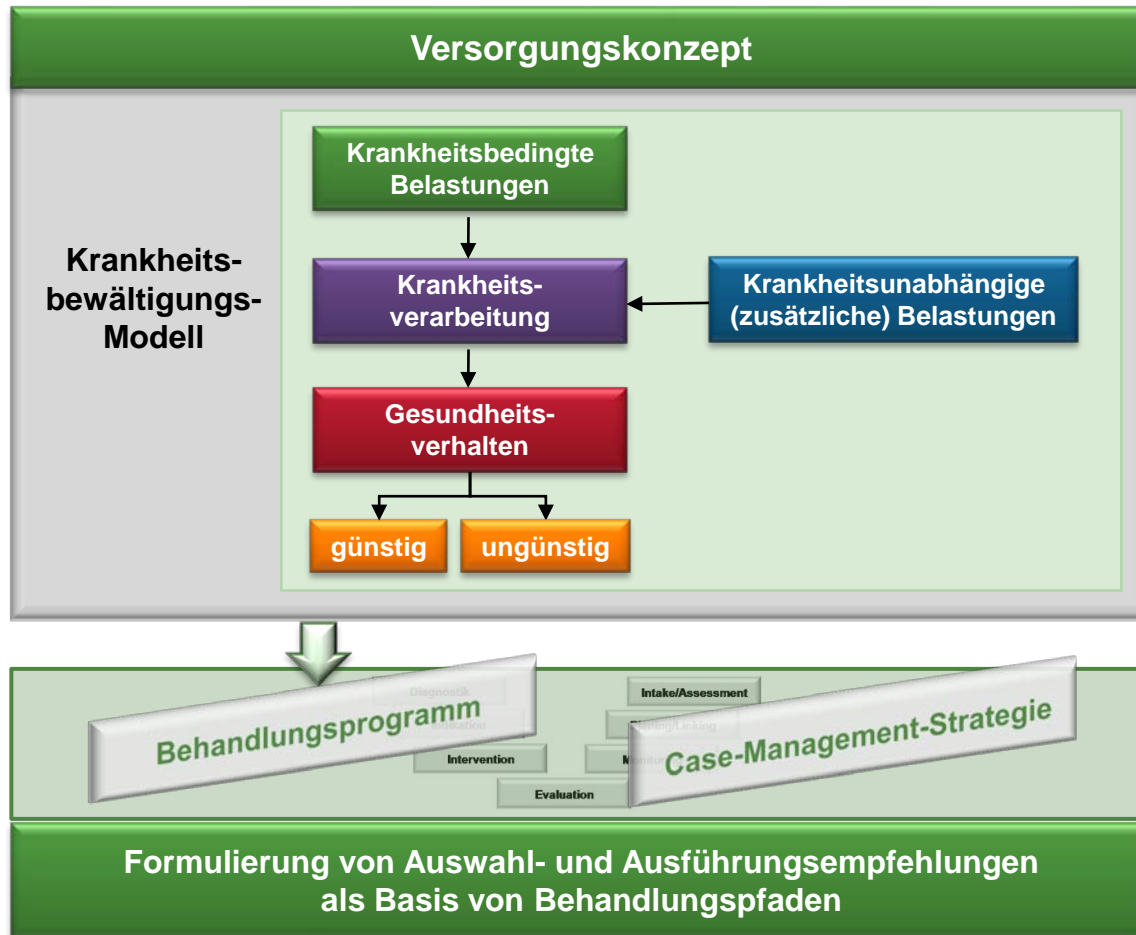 Versorgungskonzept
Krankheitsbedingte
Belastungen
Krankheits-
bewältigungs-
Modell
Krankheits-
verarbeitung
Krankheitsunabhängige
(zusätzliche) Belastungen
Gesundheits-
verhalten
günstig
ungünstig
Diagnostik
Intake/Assessment
Behandlungsprogramm
Case-Management-Strategie
Intervention
Evaluation
Formulierung von Auswahl- und Ausführungsempfehlungen
als Basis von Behandlungspfaden